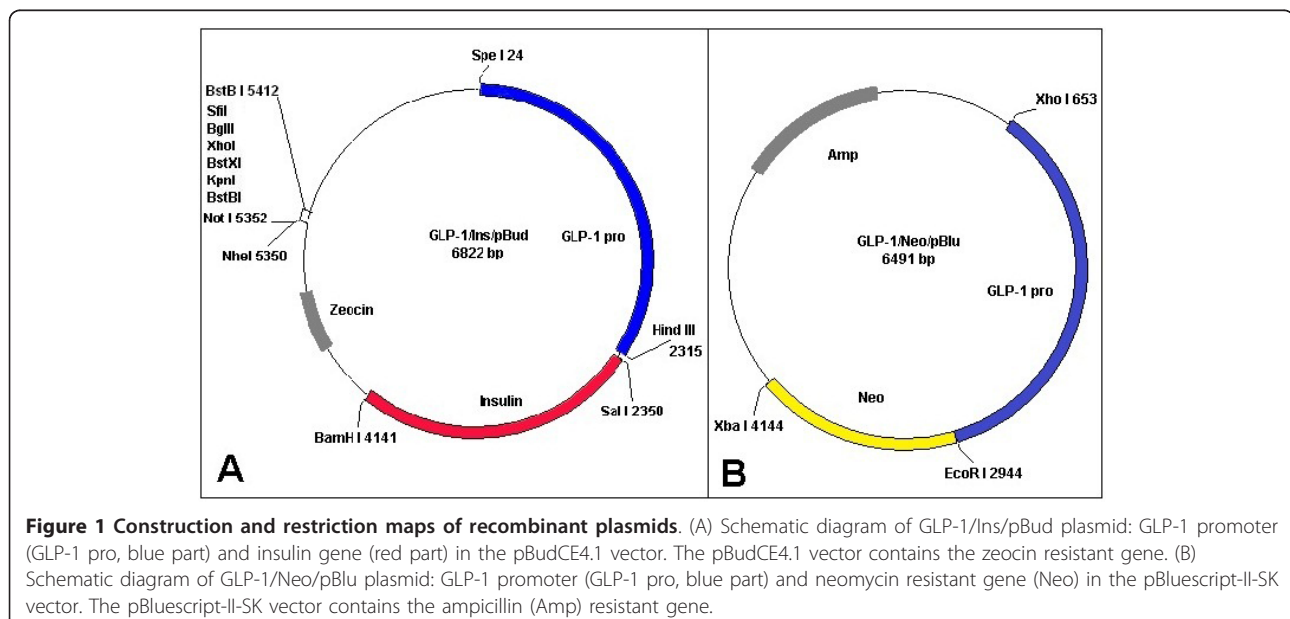 Spe I 24
BstB I 5412
SfiI
BglII
XhoI
BstXI
KpnI
BstBI
Not I 5352
NheI 5350
GLP-1/Ins/pBud
6822 bp
GLP-1 pro
Zeocin
Hind III
2315
Sal I 2350
Insulin
BamH I 4141
A
Xho I 653
Amp
GLP-1/Neo/pBlu
6491 bp
GLP-1 pro
Neo
Xba I 4144
EcoR I 2944
B
Figure 1 Construction and restriction maps of recombinant plasmids. (A) Schematic diagram of GLP-1/Ins/pBud plasmid: GLP-1 promoter
(GLP-1 pro, blue part) and insulin gene (red part) in the pBudCE4.1 vector. The pBudCE4.1 vector contains the zeocin resistant gene. (B)
Schematic diagram of GLP-1/Neo/pBlu plasmid: GLP-1 promoter (GLP-1 pro, blue part) and neomycin resistant gene (Neo) in the pBluescript-II-SK
vector. The pBluescript-II-SK vector contains the ampicillin (Amp) resistant gene.